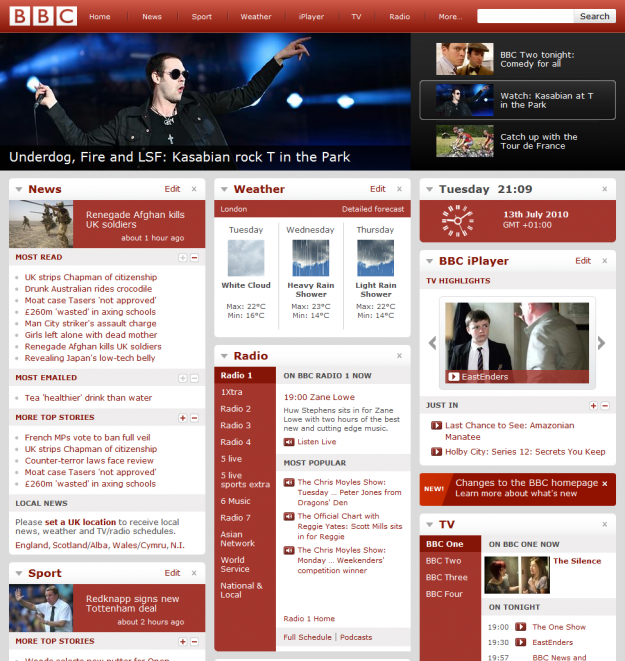 BBC
Home
News
Sport
Weather
iPlayer
TV
Radio
More...
Search
Underdog, Fire and LSF: Kasabian rock T in the Park
BBC Two tonight:
Comedy for all
Watch: Kasabian at T
in the Park
Catch up with the
Tour de France
News
Edit
x
Renegade Afghan kills
UK soldiers
about 1 hour ago
MOST READ
UK strips Chapman of citizenship
Drunk Australian rides crocodile
Moat case Tasers 'not approved'
£260m 'wasted' in axing schools
Man City striker's assault charge
Girls left alone with dead mother
Renegade Afghan kills UK soldiers
Revealing Japan's low-tech belly
MOST EMAILED
Tea 'healthier' drink than water
MORE TOP STORIES
French MPs vote to ban full veil
UK strips Chapman of citizenship
Counter-terror laws face review
Moat case Tasers 'not approved'
£260m 'wasted' in axing schools
LOCAL NEWS
Please set a UK location to receive local
news, weather and TV/radio schedules.
England, Scotland/Alba, Wales/Cymru, N.I.
Sport
Edit
x
Redknapp signs new
Tottenham deal
about 2 hours ago
MORE TOP STORIES
Weather
Edit
x
London
Detailed forecast
Tuesday
White Cloud
Max: 22°C
Min: 16°C
Wednesday
Heavy Rain
Shower
Max: 23°C
Min: 14°C
Thursday
Light Rain
Shower
Max: 22°C
Min: 14°C
Radio
x
Radio 1
1Xtra
Radio 2
Radio 3
Radio 4
5 live
5 live
sports extra
6 Music
Radio 7
Asian
Network
World
Service
National &
Local
ON BBC RADIO 1 NOW
19:00 Zane Lowe
Huw Stephens sits in for Zane
Lowe with two hours of the best
new and cutting edge music.
Listen Live
MOST POPULAR
The Chris Moyles Show:
Tuesday ... Peter Jones from
Dragons' Den
The Official Chart with
Reggie Yates: Scott Mills sits
in for Reggie
The Chris Moyles Show:
Monday ... Weekenders'
competition winner
Radio 1 Home
Full Schedule | Podcasts
Tuesday 21:09
x
13th July 2010
GMT +01:00
BBC iPlayer
Edit
x
TV HIGHLIGHTS
EastEnders
JUST IN
Last Chance to See: Amazonian
Manatee
Holby City: Series 12: Secrets You Keep
NEW!
Changes to the BBC homepage x
Learn more about what's new
TV
x
BBC One
BBC Two
BBC Three
BBC Four
ON BBC ONE NOW
The Silence
ON TONIGHT
19:00 The One Show
19:30 EastEnders
19:57 BBC News and